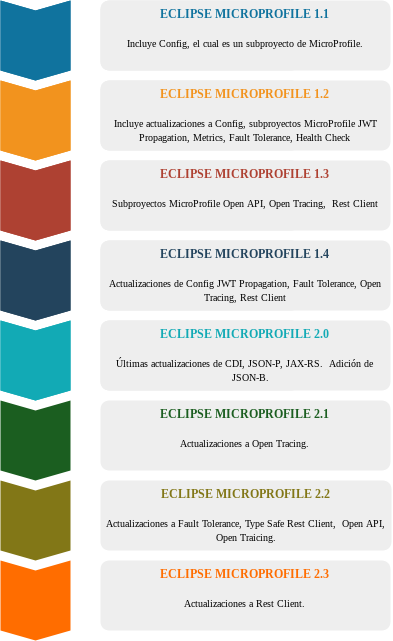 ECLIPSE MICROPROFILE 1.1
Incluye Config, el cual es un subproyecto de MicroProfile.
ECLIPSE MICROPROFILE 1.2
Incluye actualizaciones a Config, subproyectos MicroProfile JWT
Propagation, Metrics, Fault Tolerance, Health Check
ECLIPSE MICROPROFILE 1.3
Subproyectos MicroProfile Open API, Open Tracing, Rest Client
ECLIPSE MICROPROFILE 1.4
Actualizaciones de Config JWT Propagation, Fault Tolerance, Open
Tracing, Rest Client
ECLIPSE MICROPROFILE 2.0
Últimas actualizaciones de CDI, JSON-P, JAX-RS. Adición de
JSON-B.
ECLIPSE MICROPROFILE 2.1
Actualizaciones a Open Tracing.
ECLIPSE MICROPROFILE 2.2
Actualizaciones a Fault Tolerance, Type Safe Rest Client, Open API,
Open Traicing.
ECLIPSE MICROPROFILE 2.3
Actualizaciones a Rest Client.